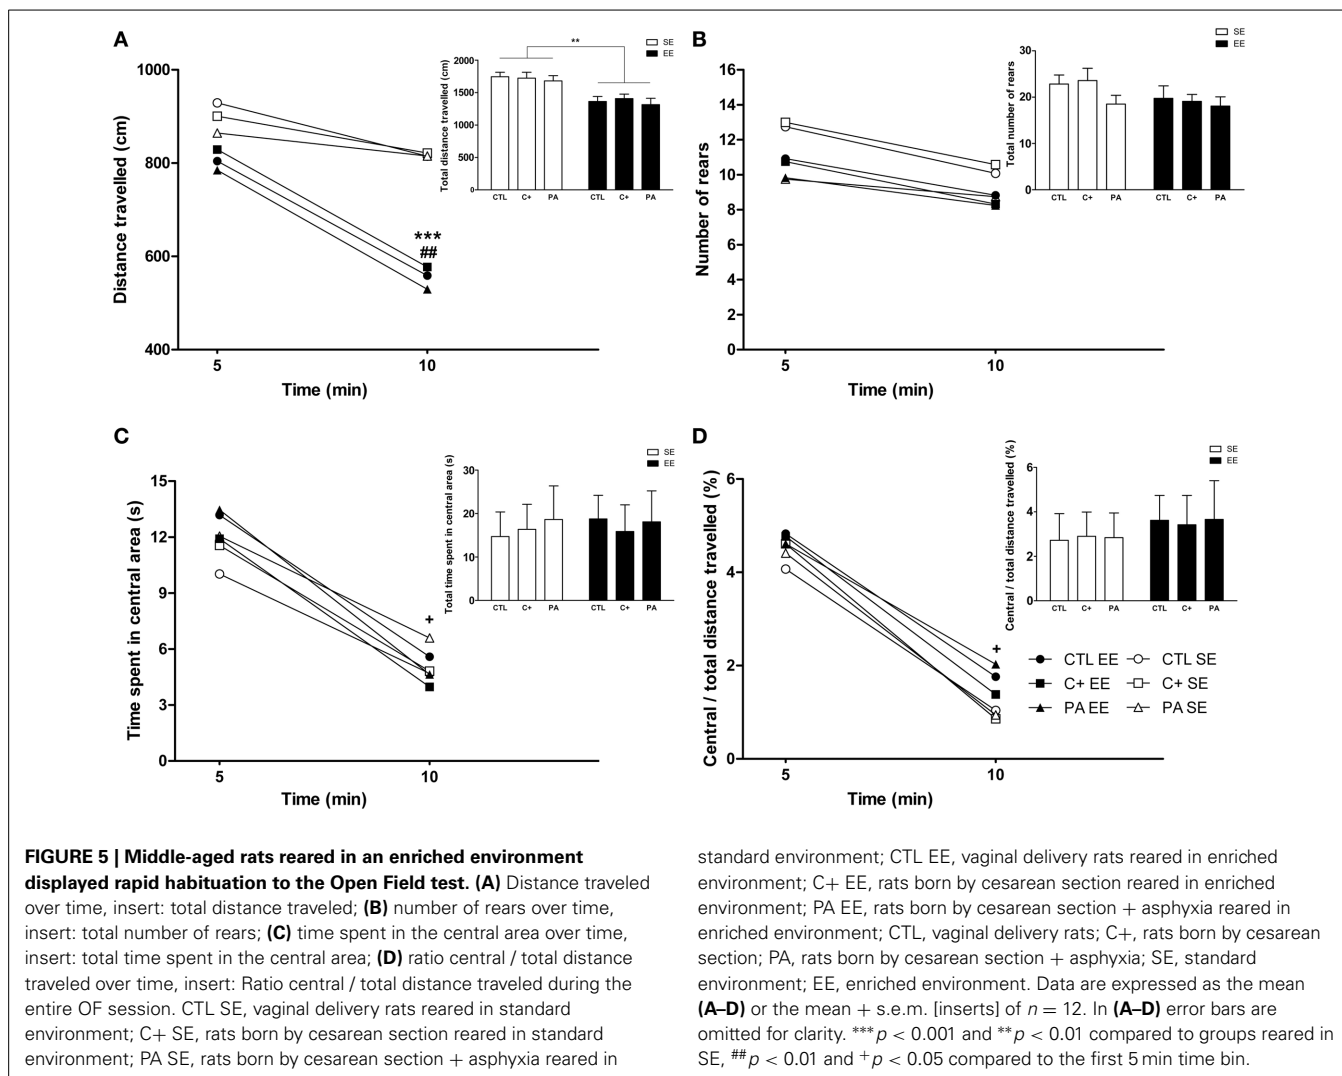 A
1000
800
600
400
5
10
Time (min)
Distance travelled (cm)
***
##
Total distance travelled (cm)
2000
1500
1000
500
0
CTL
C+
PA
CTL
C+
PA
**
SE
EE
B
16
14
12
10
8
6
4
2
0
5
10
Time (min)
Number of rears
Total number of rears
30
20
10
0
CTL
C+
PA
CTL
C+
PA
SE
EE
C
15
12
9
6
3
0
5
10
Time (min)
Time spent in central area (s)
+
Total time spent in central area (s)
30
20
10
0
CTL
C+
PA
CTL
C+
PA
SE
EE
D
6
4
2
0
5
10
Time (min)
Central / total distance travelled (%)
+
Central / total distance travelled (%)
6
4
2
0
CTL
C+
PA
CTL
C+
PA
SE
EE
CTL EE
CTL SE
C+ EE
C+ SE
PA EE
PA SE
FIGURE 5 | Middle-aged rats reared in an enriched environment
displayed rapid habituation to the Open Field test. (A) Distance traveled
over time, insert: total distance traveled; (B) number of rears over time,
insert: total number of rears; (C) time spent in the central area over time,
insert: total time spent in the central area; (D) ratio central / total distance
traveled over time, insert: Ratio central / total distance traveled during the
entire OF session. CTL SE, vaginal delivery rats reared in standard
environment; C+ SE, rats born by cesarean section reared in standard
environment; PA SE, rats born by cesarean section + asphyxia reared in
standard environment; CTL EE, vaginal delivery rats reared in enriched
environment; C+ EE, rats born by cesarean section reared in enriched
environment; PA EE, rats born by cesarean section + asphyxia reared in
enriched environment; CTL, vaginal delivery rats; C+, rats born by cesarean
section; PA, rats born by cesarean section + asphyxia; SE, standard
environment; EE, enriched environment. Data are expressed as the mean
(A–D) or the mean + s.e.m. [inserts] of n = 12. In (A–D) error bars are
omitted for clarity. ***p < 0.001 and **p < 0.01 compared to groups reared in
SE, ##p < 0.01 and +p < 0.05 compared to the first 5 min time bin.